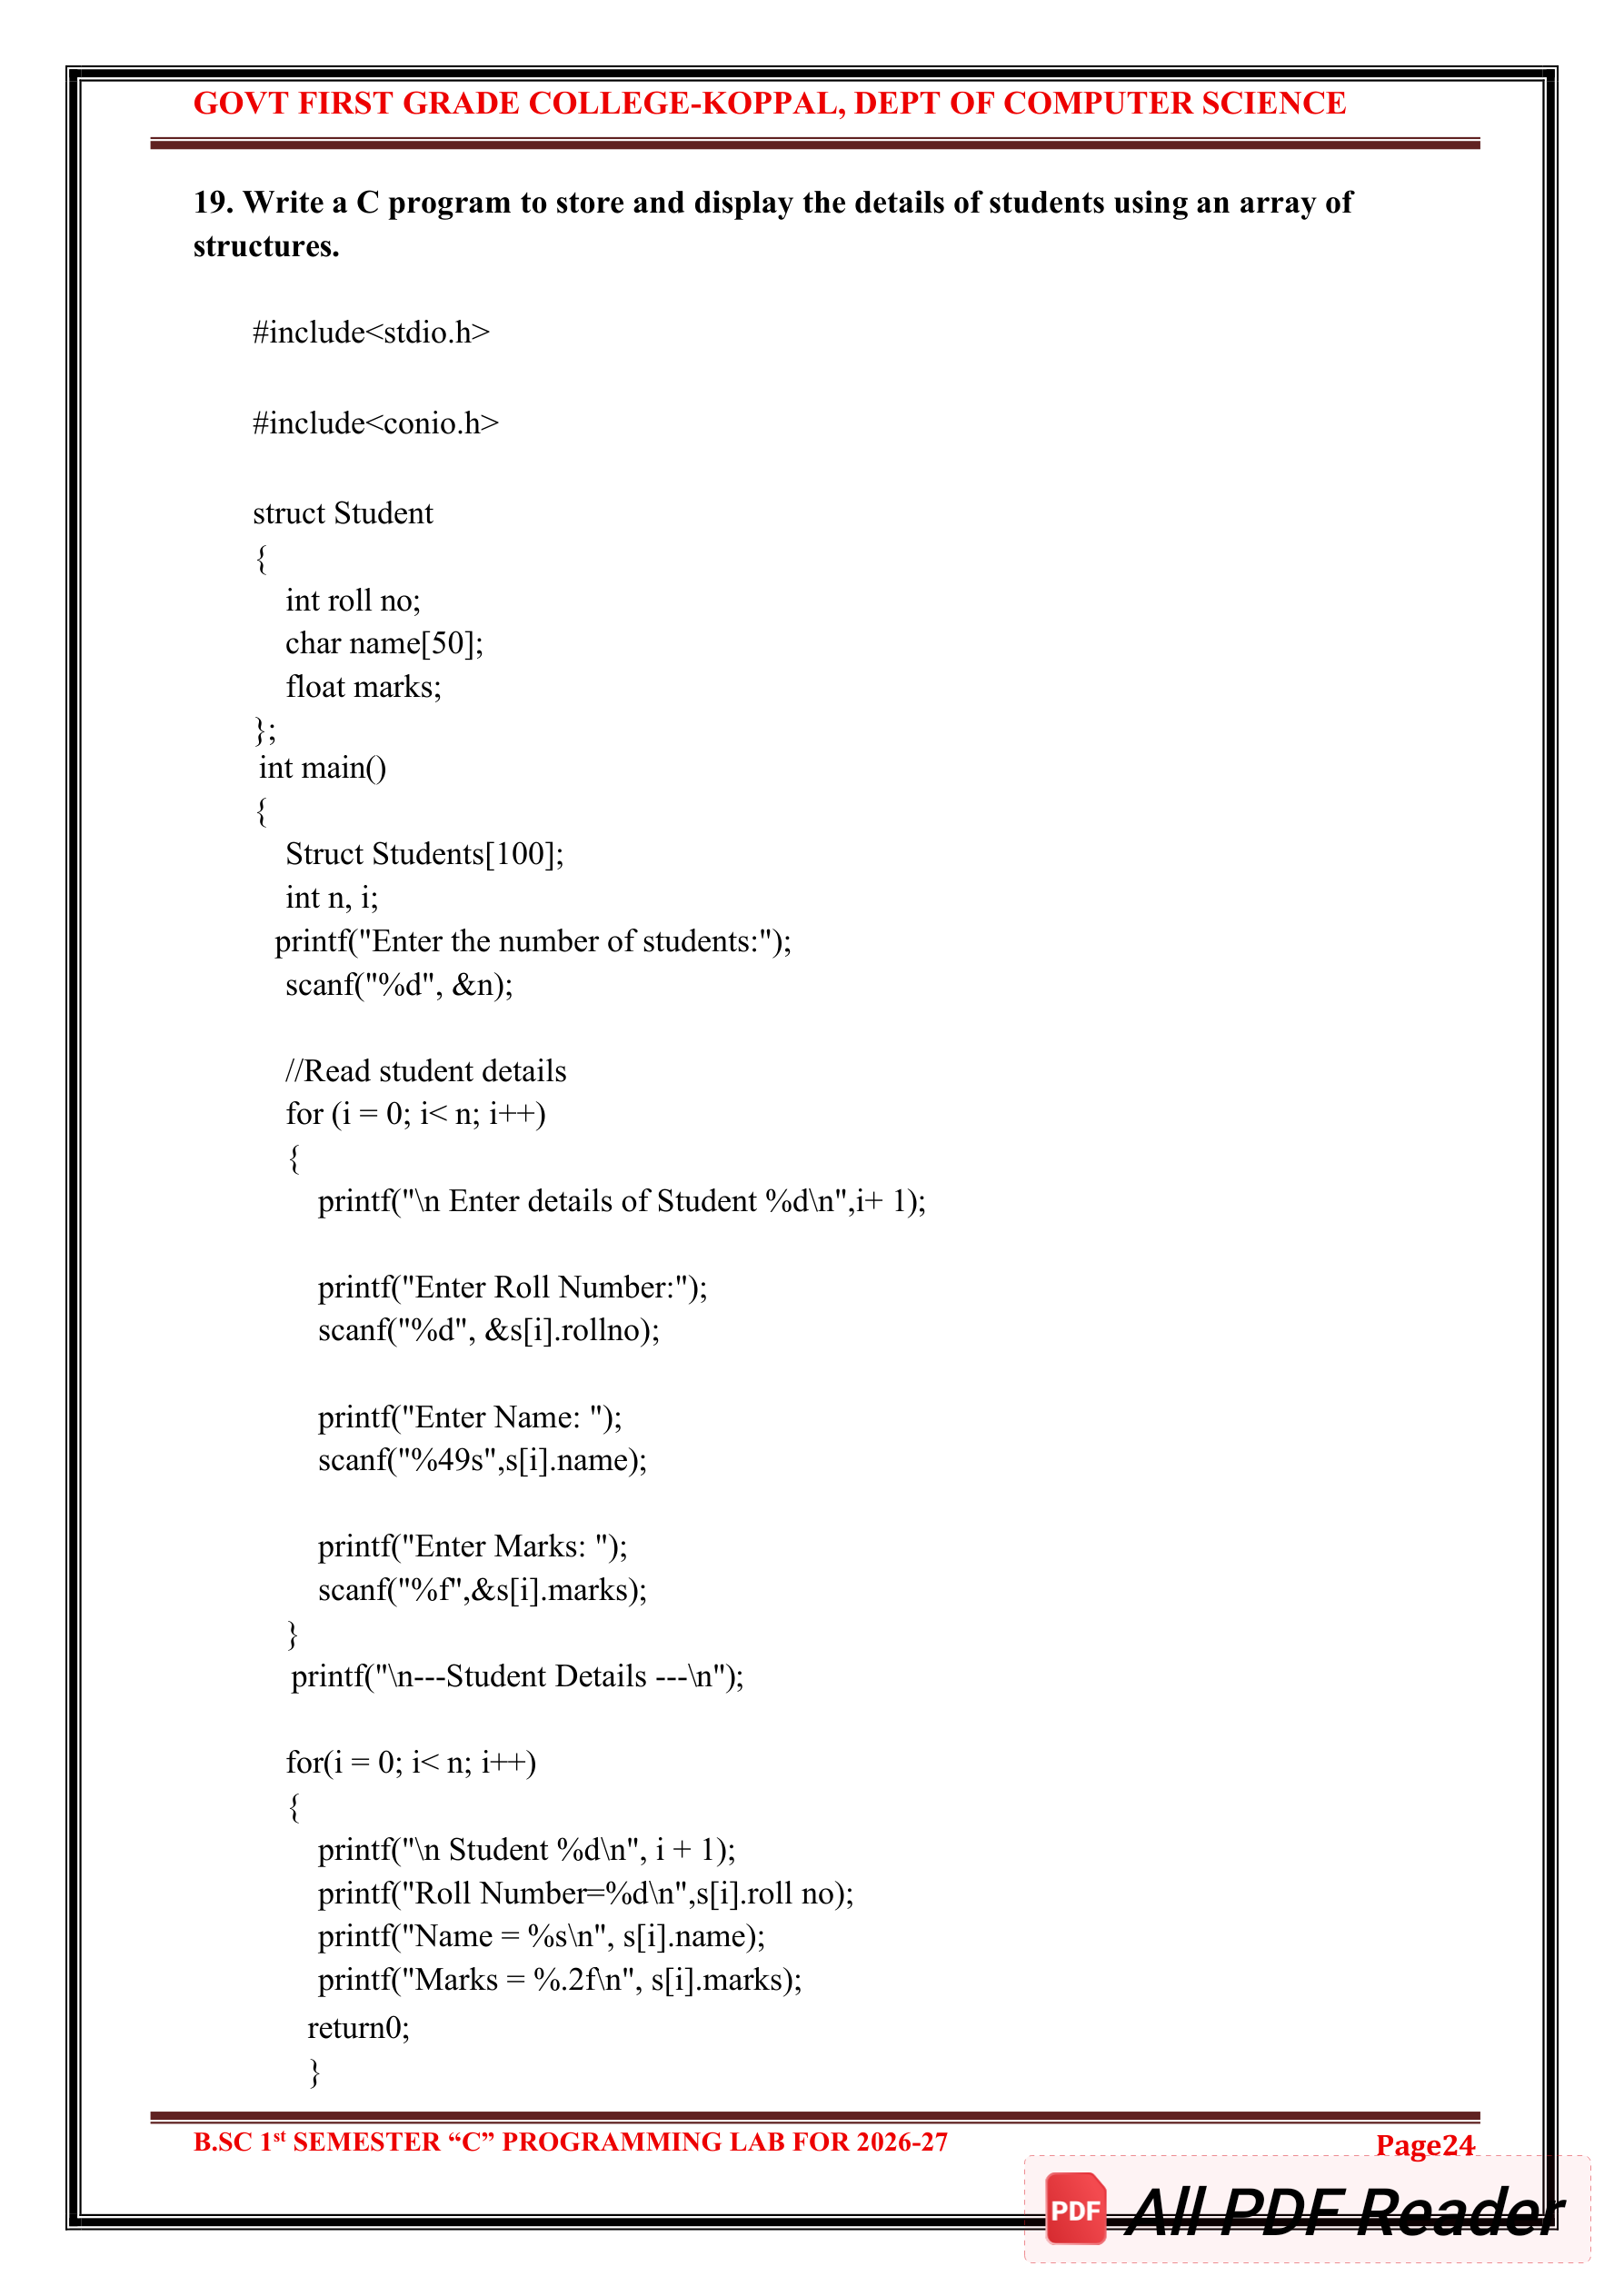 GOVT FIRST GRADE COLLEGE-KOPPAL, DEPT OF COMPUTER SCIENCE
19. Write a C program to store and display the details of students using an array of
structures.
#include<stdio.h>
#include<conio.h>
struct Student
{
int roll no;
char name[50];
float marks;
};
int main()
{
Struct Students[100];
int n, i;
printf("Enter the number of students:");
scanf("%d", &n);
//Read student details
for (i = 0; i< n; i++)
{
printf("\n Enter details of Student %d\n",i+ 1);
printf("Enter Roll Number:");
scanf("%d", &s[i].rollno);
printf("Enter Name: ");
scanf("%49s",s[i].name);
printf("Enter Marks: ");
scanf("%f",&s[i].marks);
}
printf("\n---Student Details ---\n");
for(i = 0; i< n; i++)
{
printf("\n Student %d\n", i + 1);
printf("Roll Number=%d\n",s[i].roll no);
printf("Name = %s\n", s[i].name);
printf("Marks = %.2f\n", s[i].marks);
return0;
}
B.SC 1st SEMESTER “C” PROGRAMMING LAB FOR 2026-27 Page24
PDF All PDF Reader